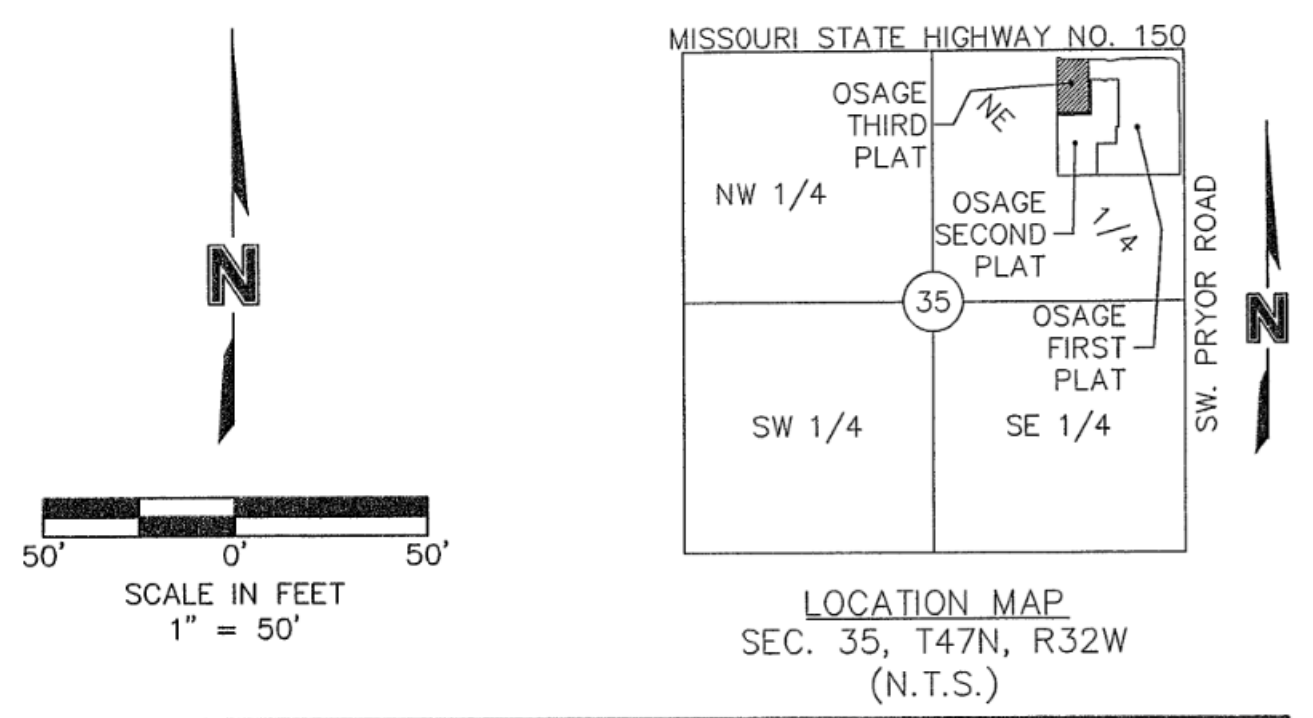 N
50' 0' 50'
SCALE IN FEET
1" = 50'
MISSOURI STATE HIGHWAY NO. 150
OSAGE
THIRD
PLAT
NE
NW 1/4
OSAGE
SECOND
PLAT
1/4
35
OSAGE
FIRST
PLAT
SW 1/4
SE 1/4
SW. PRYOR ROAD
N
LOCATION MAP
SEC. 35, T47N, R32W
(N.T.S.)